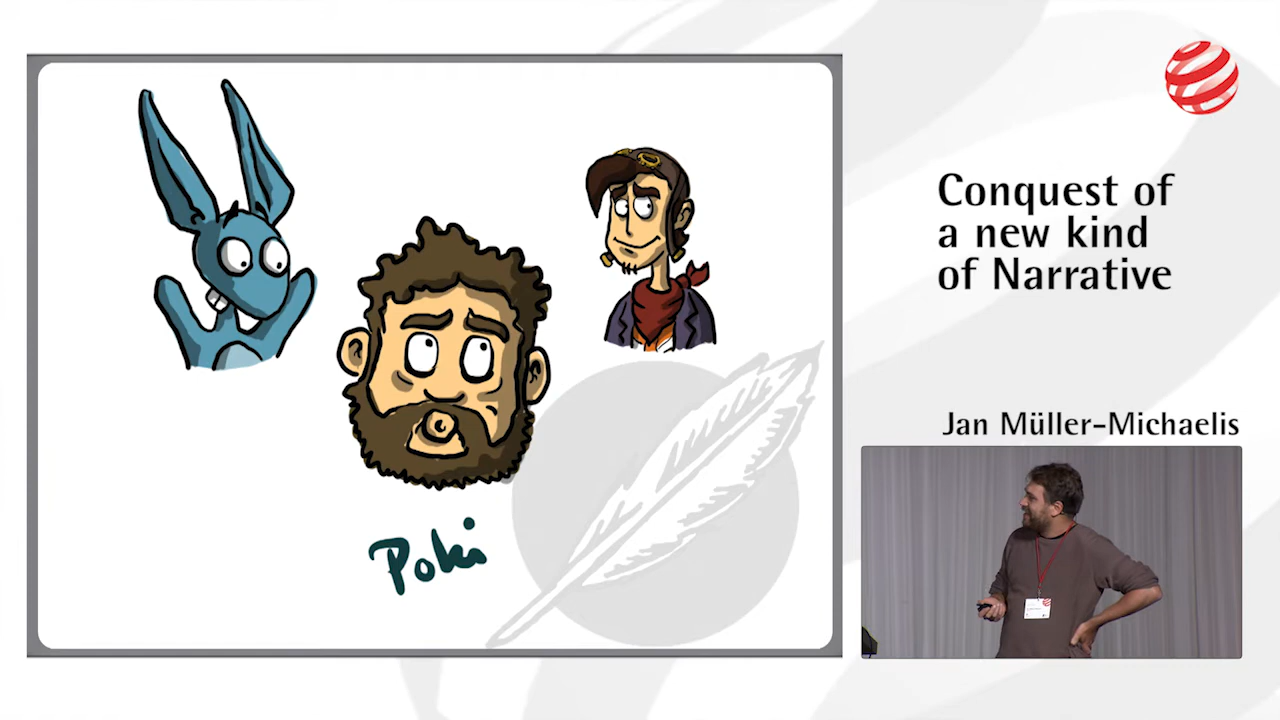 Conquest of
a new kind
of Narrative
Jan Müller-Michaelis
Poki